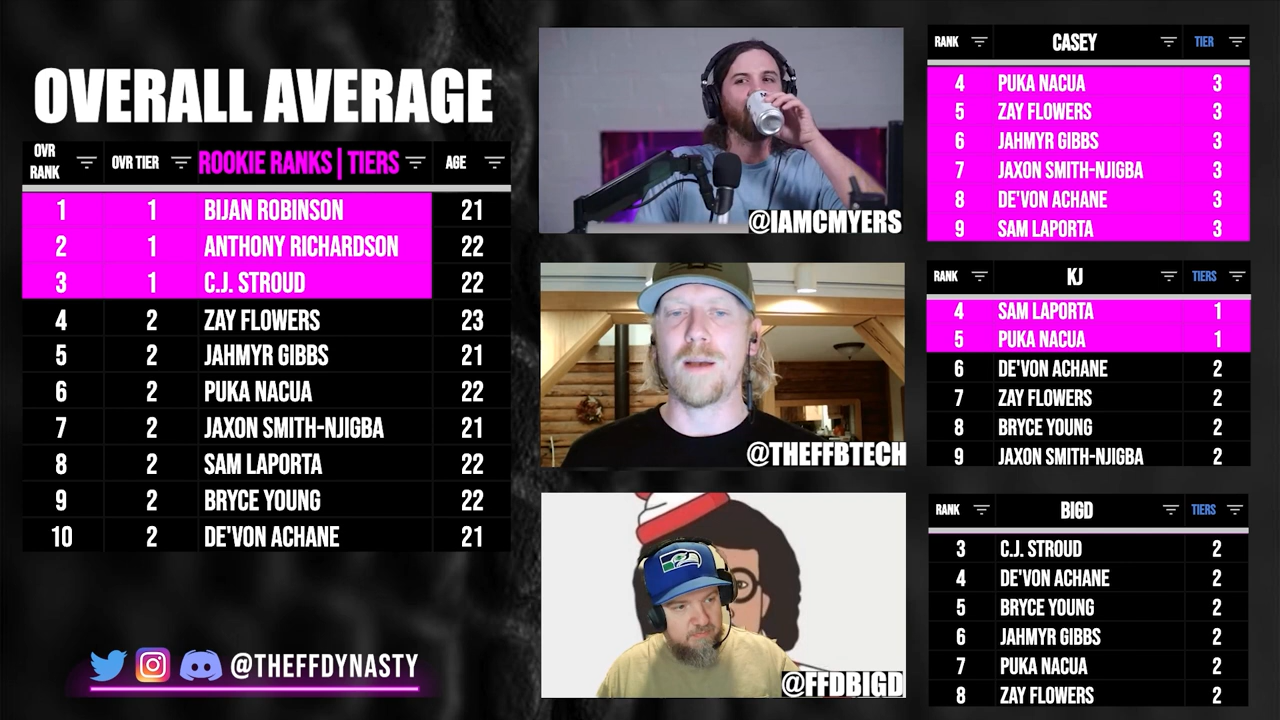 OVERALL AVERAGE
OVR RANK OVR TIER ROOKIE RANKS | TIERS AGE
1 1 BIJAN ROBINSON 21
2 1 ANTHONY RICHARDSON 22
3 1 C.J. STROUD 22
4 2 ZAY FLOWERS 23
5 2 JAHMYR GIBBS 21
6 2 PUKA NACUA 22
7 2 JAXON SMITH-NJIGBA 21
8 2 SAM LAPORTA 22
9 2 BRYCE YOUNG 22
10 2 DE'VON ACHANE 21
@THEFFDYNASTY
@IAMCMYERS
@THEFFBTECH
@FFDBIGD
RANK CASEY TIER
4 PUKA NACUA 3
5 ZAY FLOWERS 3
6 JAHMYR GIBBS 3
7 JAXON SMITH-NJIGBA 3
8 DE'VON ACHANE 3
9 SAM LAPORTA 3
RANK KJ TIERS
4 SAM LAPORTA 1
5 PUKA NACUA 1
6 DE'VON ACHANE 2
7 ZAY FLOWERS 2
8 BRYCE YOUNG 2
9 JAXON SMITH-NJIGBA 2
RANK BIGD TIERS
3 C.J. STROUD 2
4 DE'VON ACHANE 2
5 BRYCE YOUNG 2
6 JAHMYR GIBBS 2
7 PUKA NACUA 2
8 ZAY FLOWERS 2